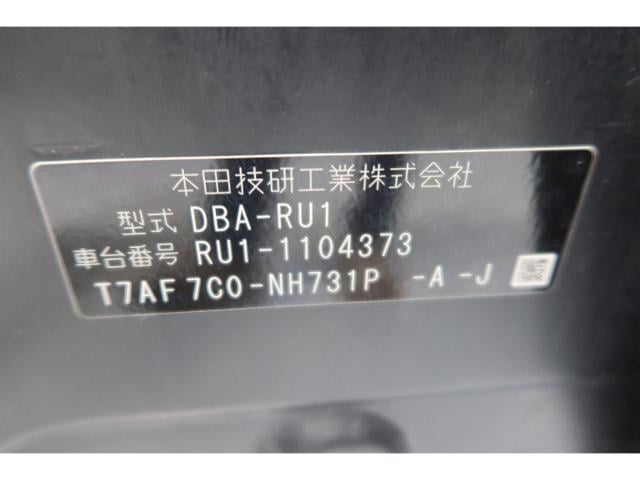 本田技研工業株式会社
型式 DBA-RU1
車台番号 RU1-1104373
T7AF 7C0-NH731P -A -J